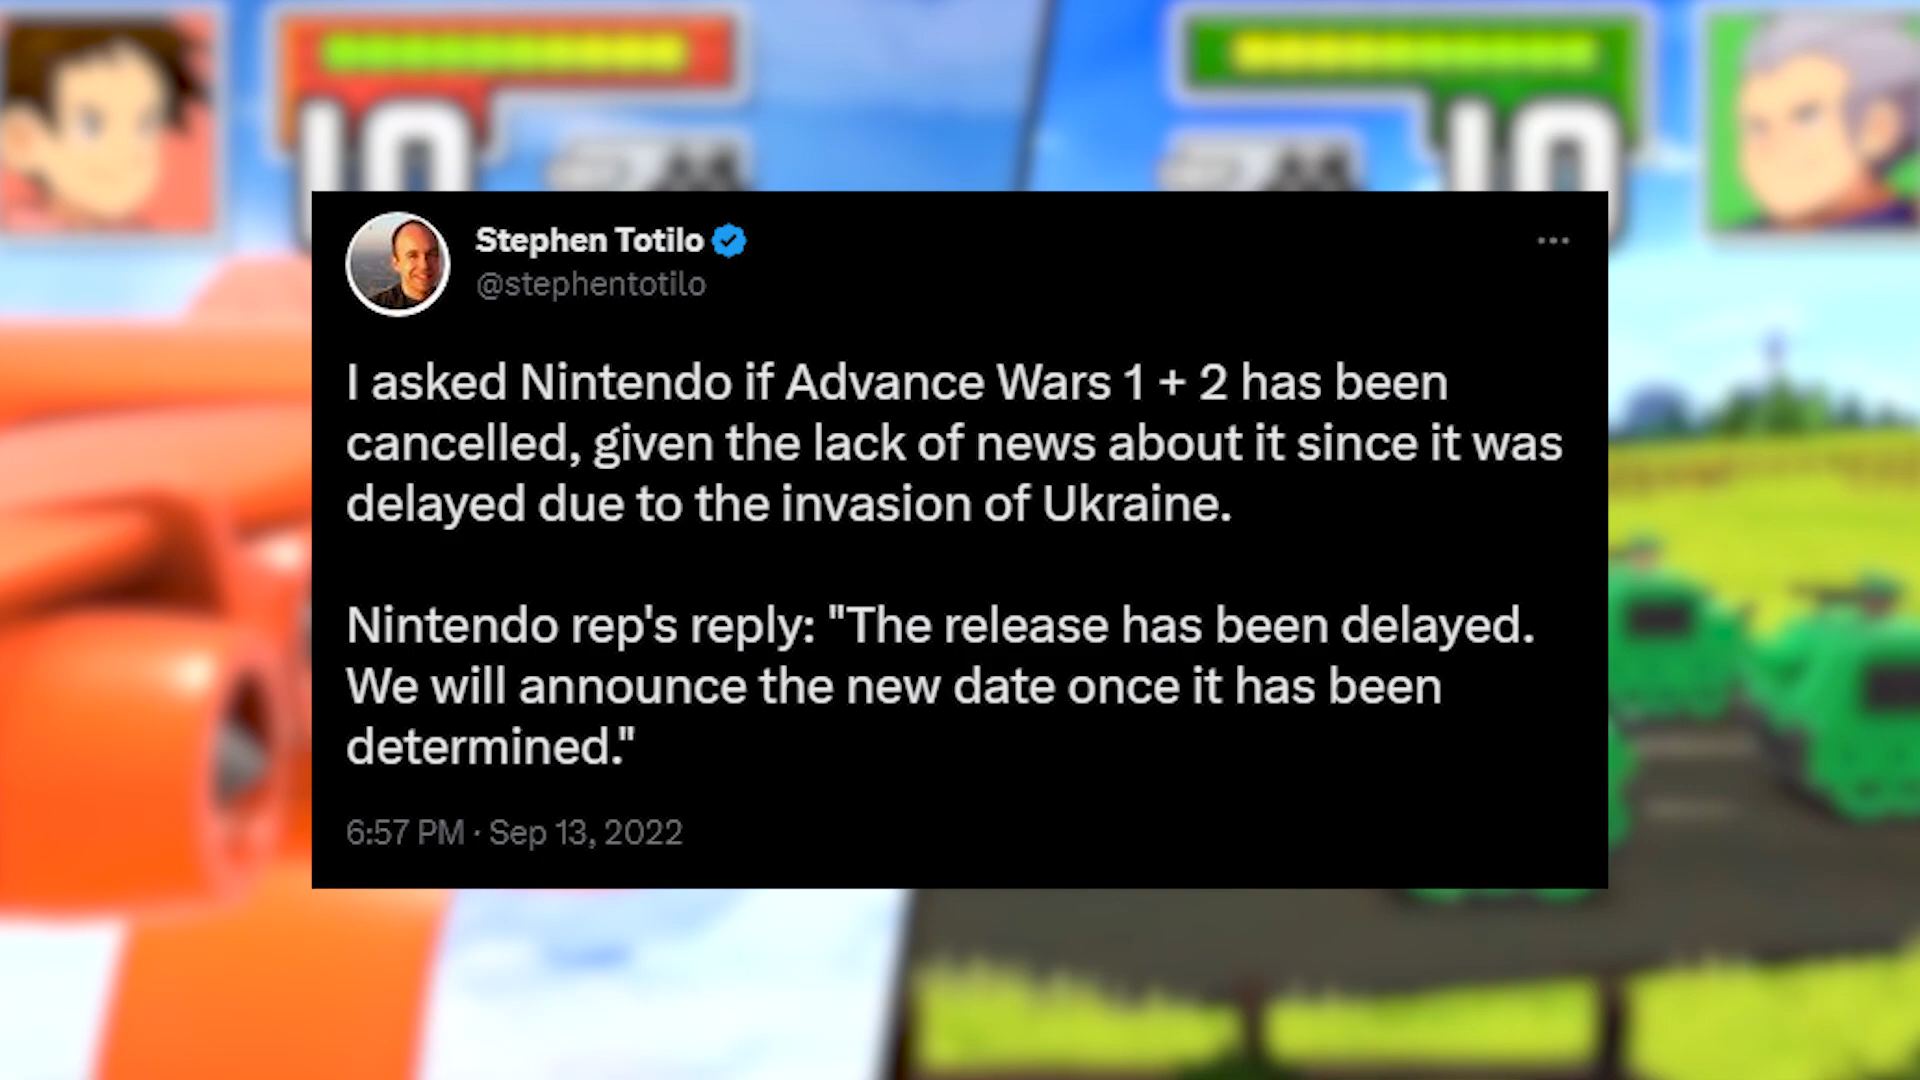 10
10
Stephen Totilo
@stephentotilo
I asked Nintendo if Advance Wars 1 + 2 has been
cancelled, given the lack of news about it since it was
delayed due to the invasion of Ukraine.
Nintendo rep's reply: "The release has been delayed.
We will announce the new date once it has been
determined."
6:57 PM · Sep 13, 2022